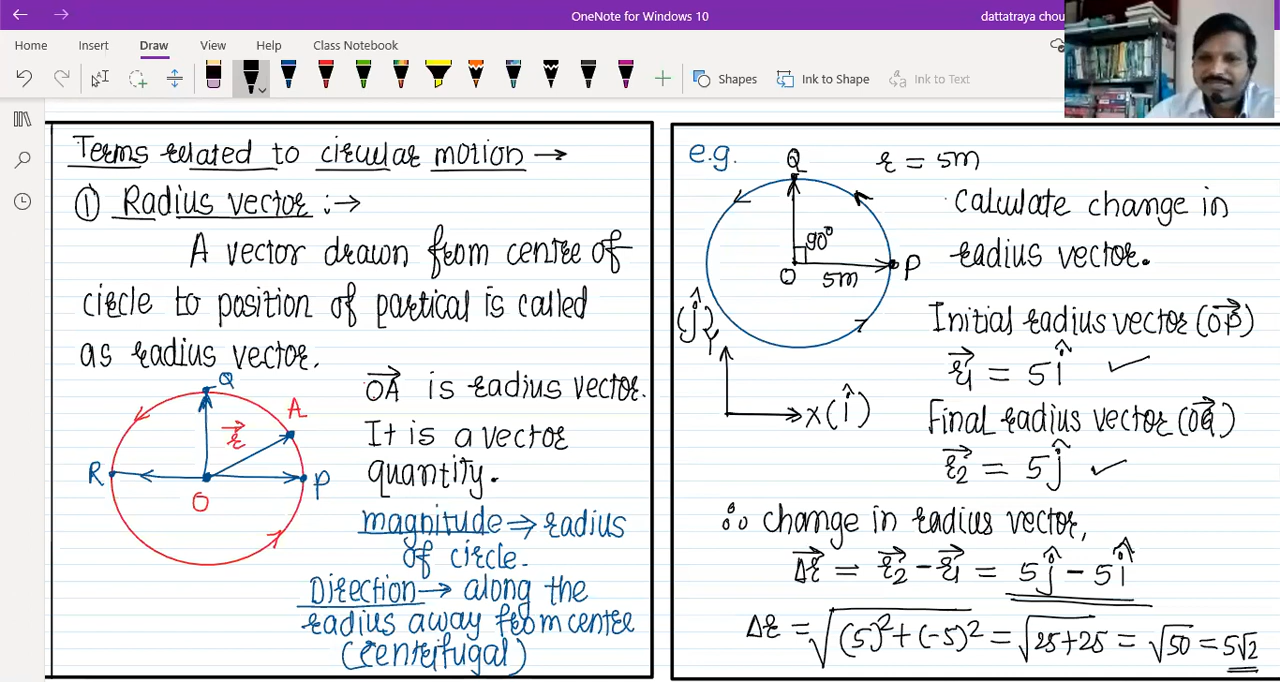 OneNote for Windows 10
dattatraya chou
Home Insert Draw View Help Class Notebook
Shapes Ink to Shape Ink to Text
Terms related to circular motion →
① Radius vector :→
A vector drawn from centre of
circle to position of partical is called
as radius vector.
Q
A
r⃗
R
P
O
O͞A⃗ is radius vector.
It is a vector
quantity.
magnitude ⇒ radius
of circle.
Direction → along the
radius away from centre
(centrifugal)
e.g.
Q
r = 5m
Calculate change in
radius vector.
90°
O
P
5m
(ĵ) Y
X(î)
Initial radius vector (OP⃗)
r⃗1 = 5î ✓
Final radius vector (OQ⃗)
r⃗2 = 5ĵ ✓
∴ change in radius vector,
Δr⃗ = r⃗2 - r⃗1 = 5ĵ - 5î
Δr = √(5)² + (-5)² = √25+25 = √50 = 5√2